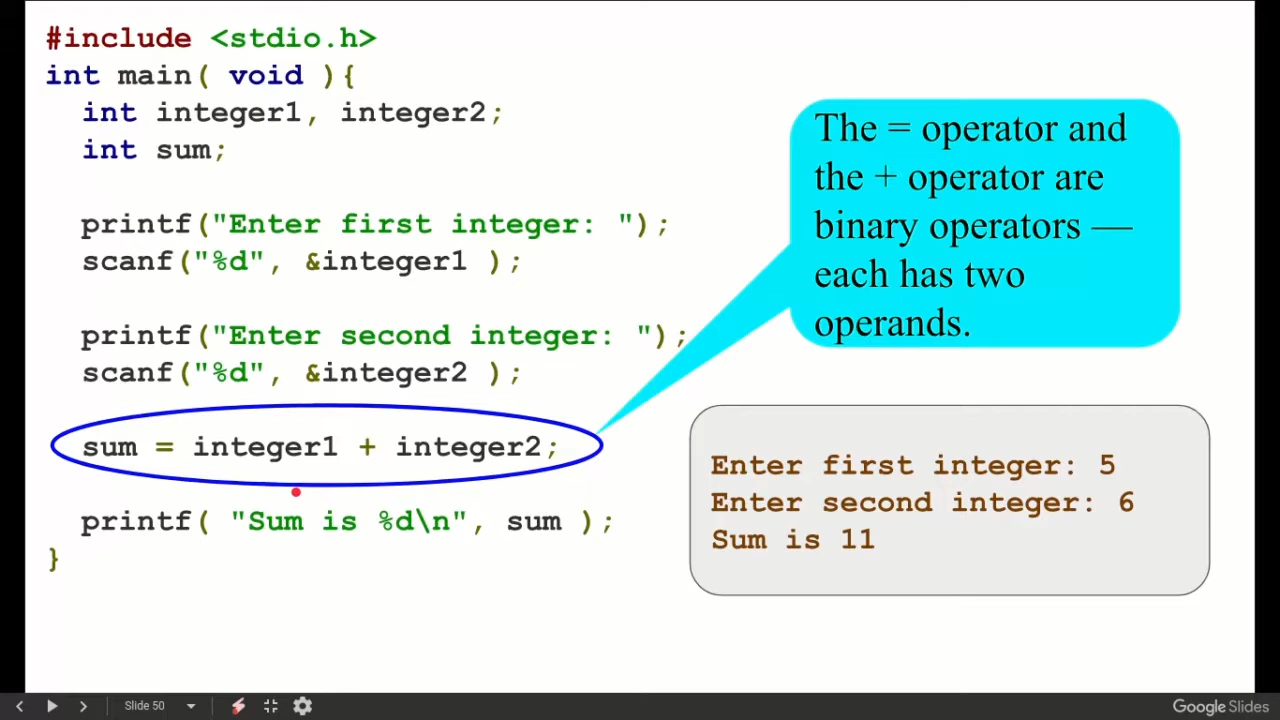 #include <stdio.h>
int main( void ){
  int integer1, integer2;
  int sum;
  printf("Enter first integer: ");
  scanf("%d", &integer1 );
  printf("Enter second integer: ");
  scanf("%d", &integer2 );
  sum = integer1 + integer2;
  printf( "Sum is %d\n", sum );
}
The = operator and
the + operator are
binary operators —
each has two
operands.
Enter first integer: 5
Enter second integer: 6
Sum is 11
Slide 50
Google Slides